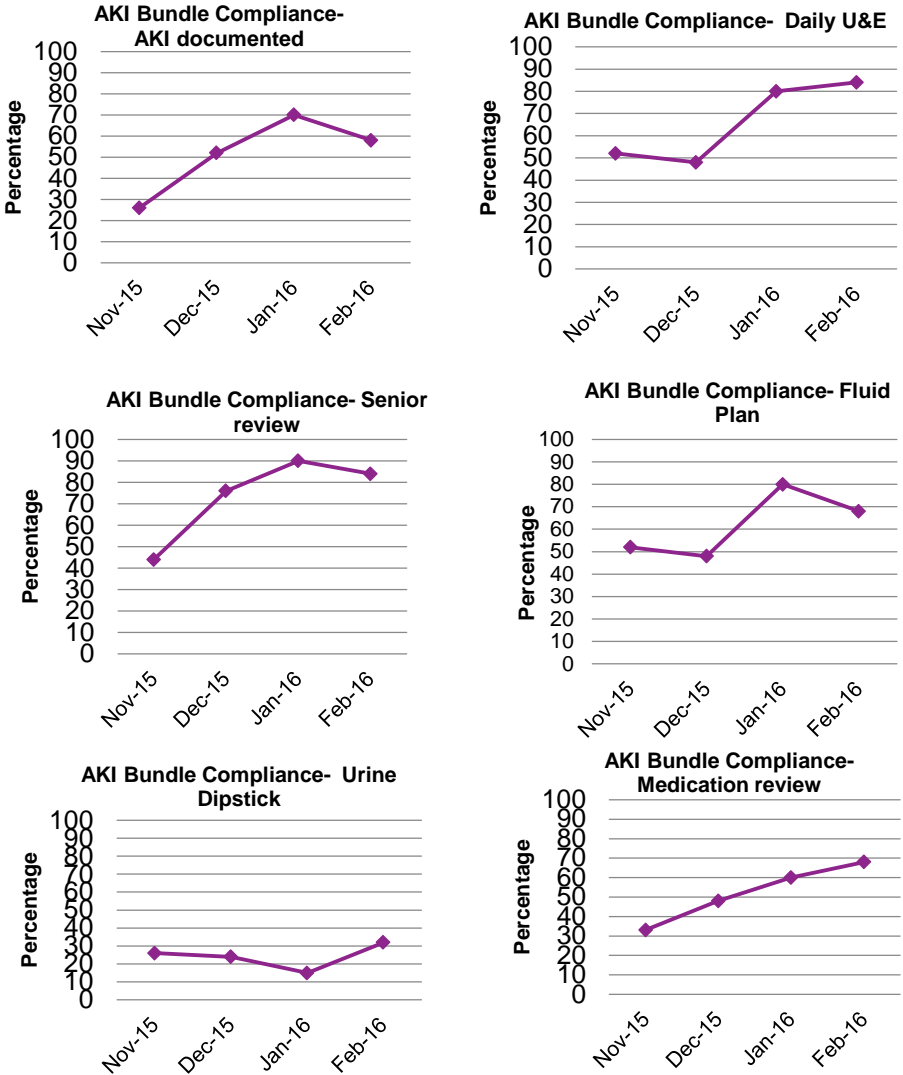 AKI Bundle Compliance-
AKI documented
Percentage
100
90
80
70
60
50
40
30
20
10
0
Nov-15
Dec-15
Jan-16
Feb-16
AKI Bundle Compliance- Daily U&E
Percentage
100
90
80
70
60
50
40
30
20
10
0
Nov-15
Dec-15
Jan-16
Feb-16
AKI Bundle Compliance- Senior
review
Percentage
100
90
80
70
60
50
40
30
20
10
0
Nov-15
Dec-15
Jan-16
Feb-16
AKI Bundle Compliance- Fluid
Plan
Percentage
100
90
80
70
60
50
40
30
20
10
0
Nov-15
Dec-15
Jan-16
Feb-16
AKI Bundle Compliance- Urine
Dipstick
Percentage
100
90
80
70
60
50
40
30
20
10
0
Nov-15
Dec-15
Jan-16
Feb-16
AKI Bundle Compliance-
Medication review
Percentage
100
90
80
70
60
50
40
30
20
10
0
Nov-15
Dec-15
Jan-16
Feb-16